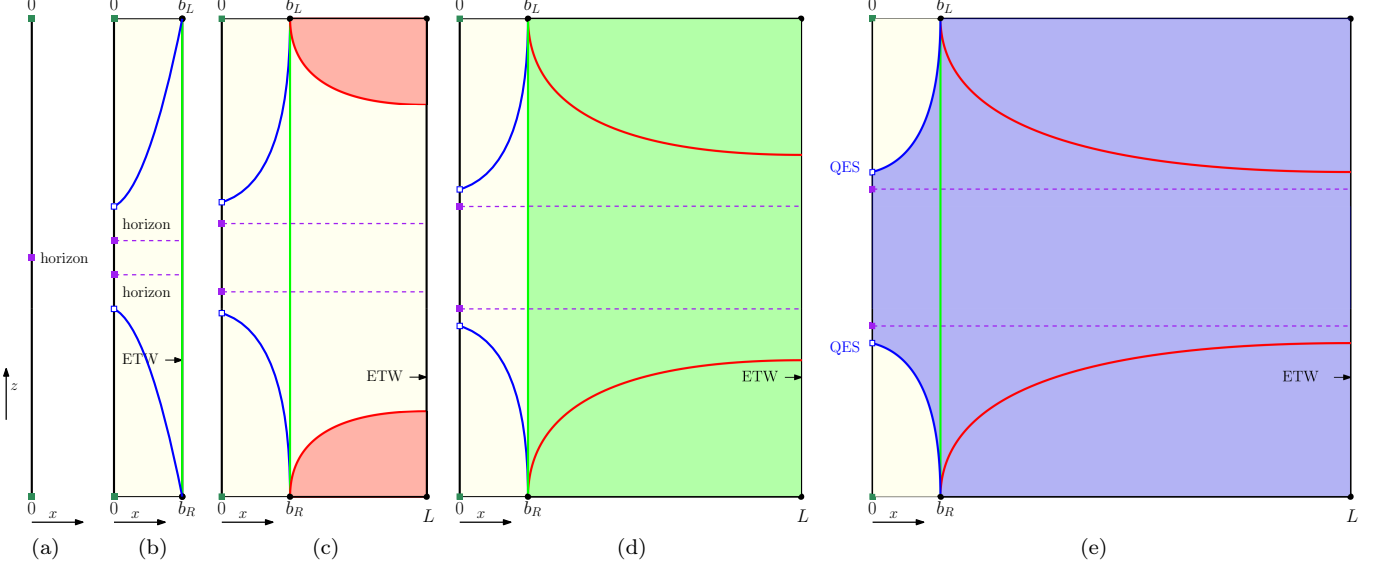 0 0 b_L 0 b_L 0 b_L 0 b_L
QES
horizon
horizon
horizon
ETW
ETW
ETW
ETW
QES
z
0 0 b_R 0 b_R 0 b_R 0 b_R
x x x L x L x L
(a) (b) (c) (d) (e)